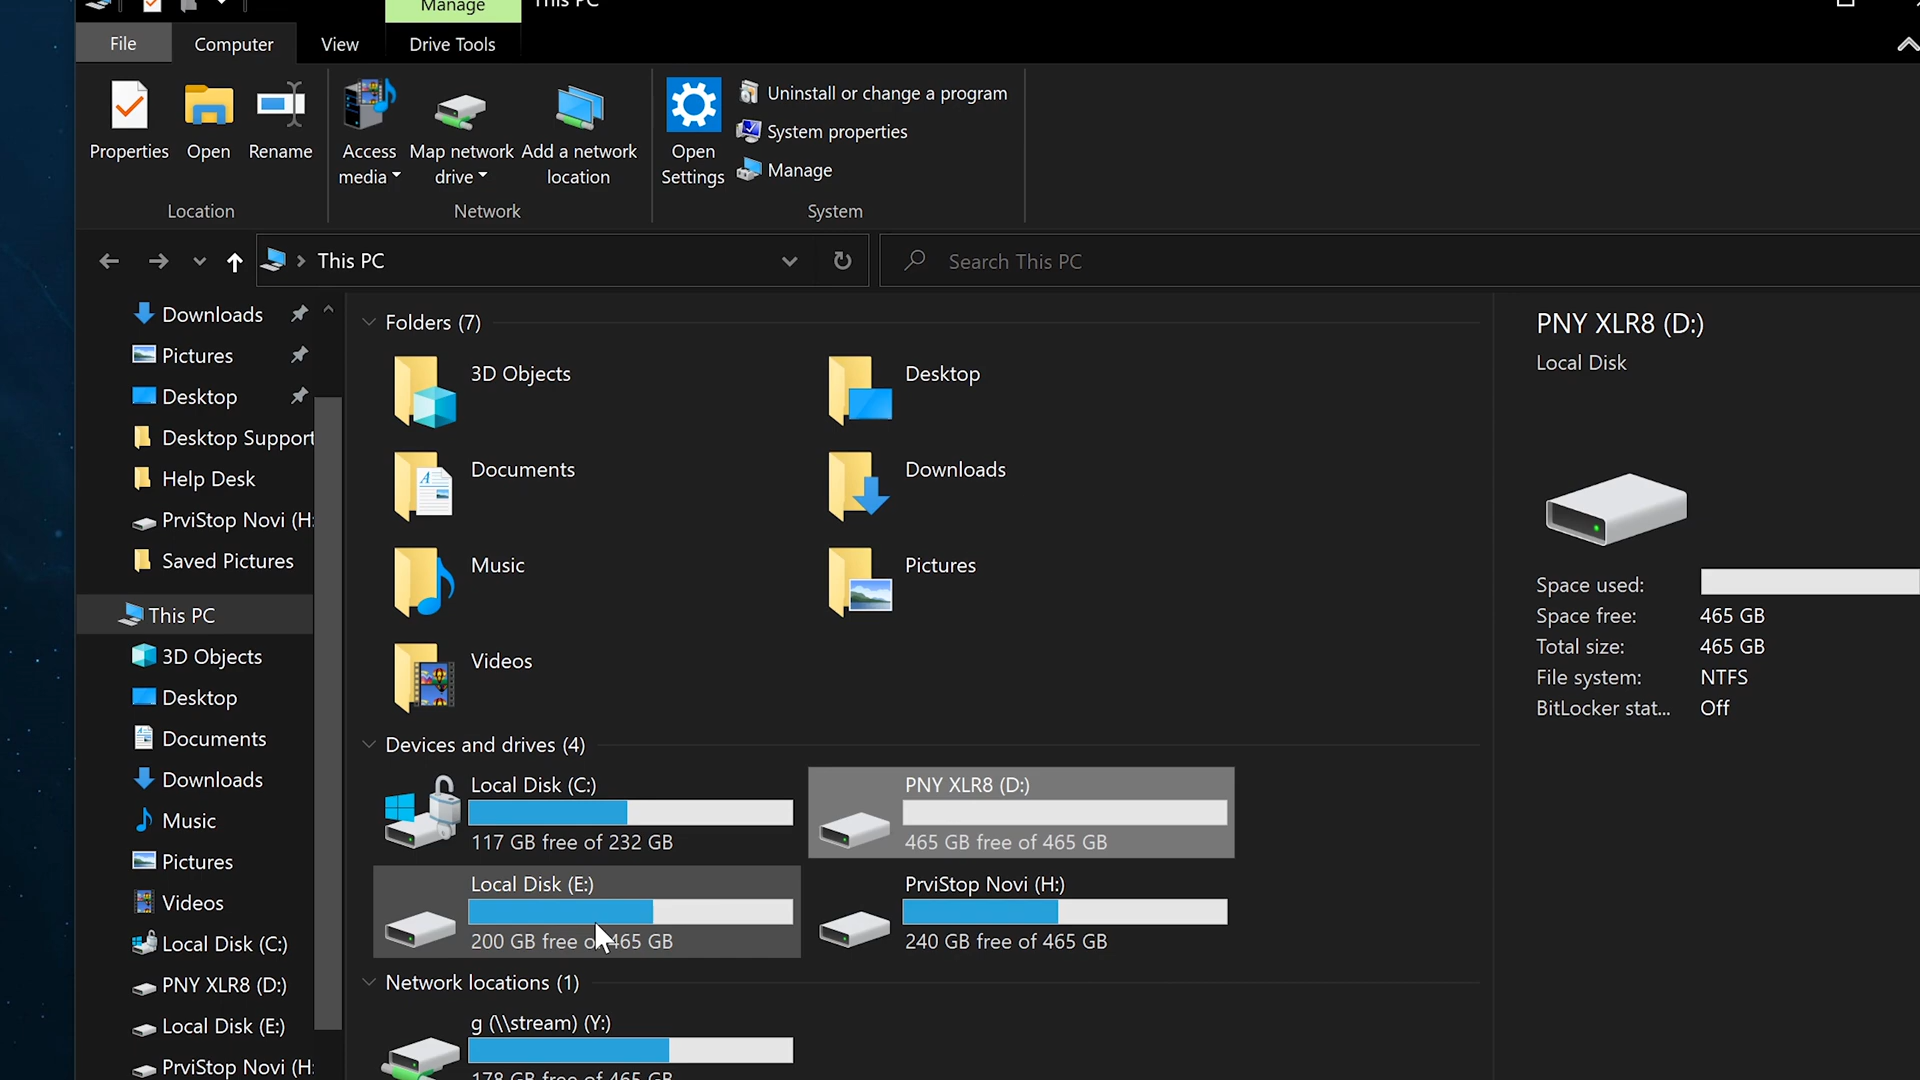 Manage
This PC
File
Computer
View
Drive Tools
Properties
Open
Rename
Access
media
Map network
drive
Add a network
location
Open
Settings
Uninstall or change a program
System properties
Manage
Location
Network
System
This PC
Search This PC
Downloads
Pictures
Desktop
Desktop Support
Help Desk
PrviStop Novi (H:
Saved Pictures
This PC
3D Objects
Desktop
Documents
Downloads
Music
Pictures
Videos
Local Disk (C:)
PNY XLR8 (D:)
Local Disk (E:)
PrviStop Novi (H:
Folders (7)
3D Objects
Desktop
Documents
Downloads
Music
Pictures
Videos
Devices and drives (4)
Local Disk (C:)
117 GB free of 232 GB
PNY XLR8 (D:)
465 GB free of 465 GB
Local Disk (E:)
200 GB free of 465 GB
PrviStop Novi (H:)
240 GB free of 465 GB
Network locations (1)
g (\\stream) (Y:)
178 GB free of 465 GB
PNY XLR8 (D:)
Local Disk
Space used:
Space free: 465 GB
Total size: 465 GB
File system: NTFS
BitLocker stat... Off